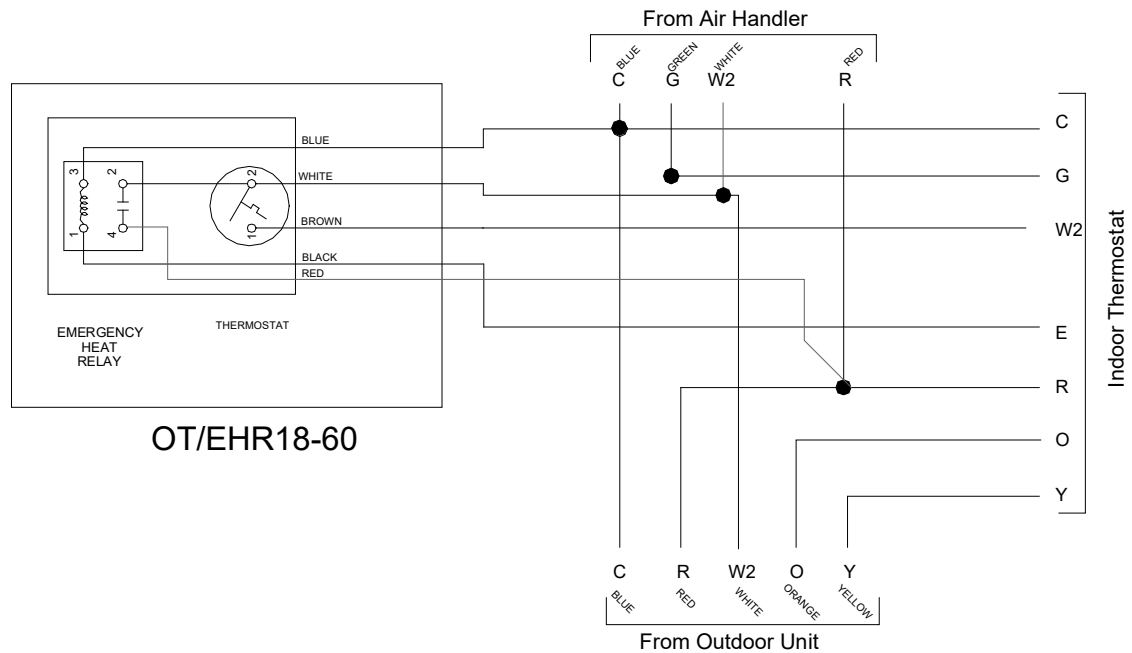 From Air Handler
BLUE GREEN WHITE RED
C G W2 R
C
BLUE
3 2
WHITE
2
G
BROWN
1 4
1
W2
BLACK
RED
EMERGENCY
HEAT
RELAY
THERMOSTAT
E
R
OT/EHR18-60
O
Y
Indoor Thermostat
C R W2 O Y
BLUE RED WHITE ORANGE YELLOW
From Outdoor Unit